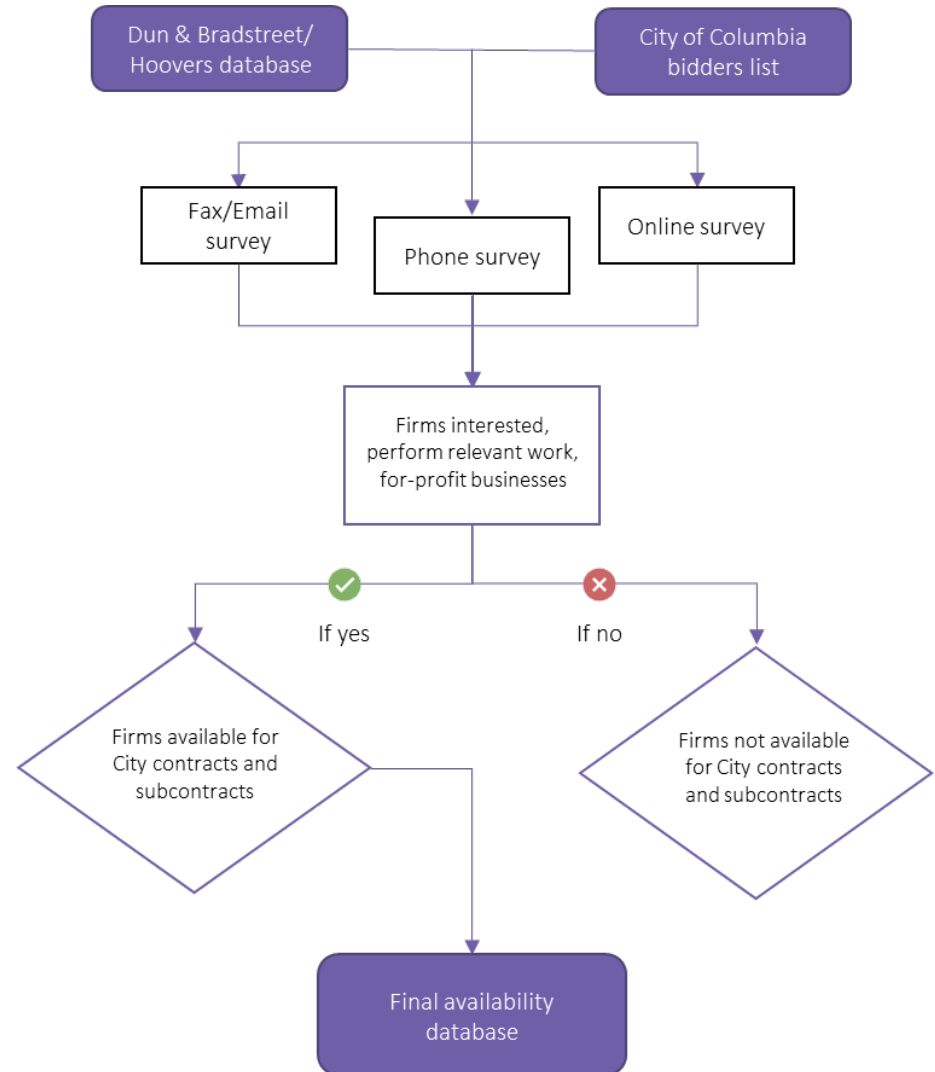 Dun & Bradstreet/
Hoovers database
City of Columbia
bidders list
Fax/Email
survey
Phone survey
Online survey
Firms interested,
perform relevant work,
for-profit businesses
If yes
If no
Firms available for
City contracts and
subcontracts
Firms not available
for City contracts
and subcontracts
Final availability
database